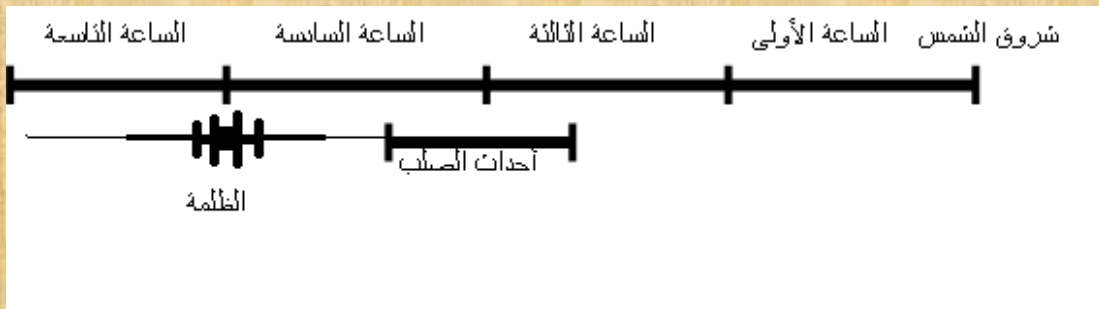 شروق الشمس الساعة الأولى الساعة الثالثة الساعة السادسة الساعة التاسعة
أحداث الصلب
الظلمة